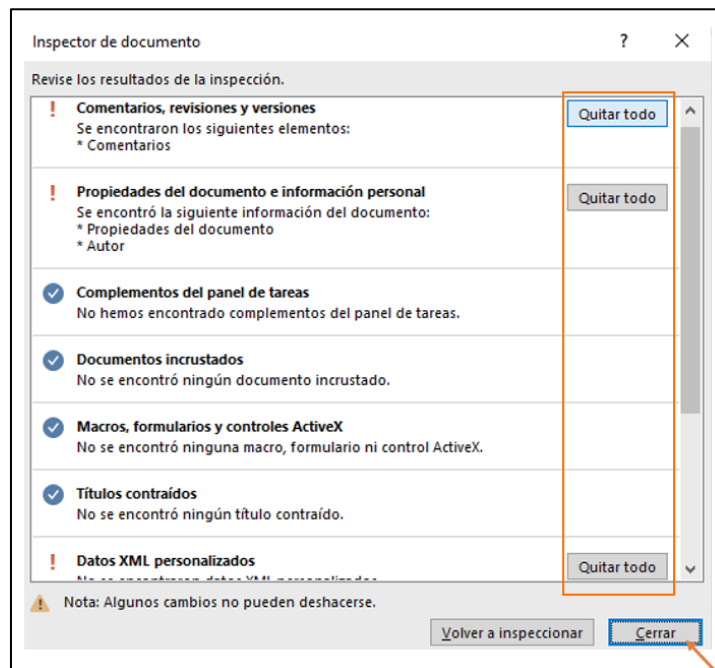 Inspector de documento
?
Revise los resultados de la inspección.
! Comentarios, revisiones y versiones
Quitar todo
Se encontraron los siguientes elementos:
* Comentarios
! Propiedades del documento e información personal
Quitar todo
Se encontró la siguiente información del documento:
* Propiedades del documento
* Autor
Complementos del panel de tareas
No hemos encontrado complementos del panel de tareas.
Documentos incrustados
No se encontró ningún documento incrustado.
Macros, formularios y controles ActiveX
No se encontró ninguna macro, formulario ni control ActiveX.
Títulos contraídos
No se encontró ningún título contraído.
! Datos XML personalizados
Quitar todo
! Nota: Algunos cambios no pueden deshacerse.
Volver a inspeccionar
Cerrar